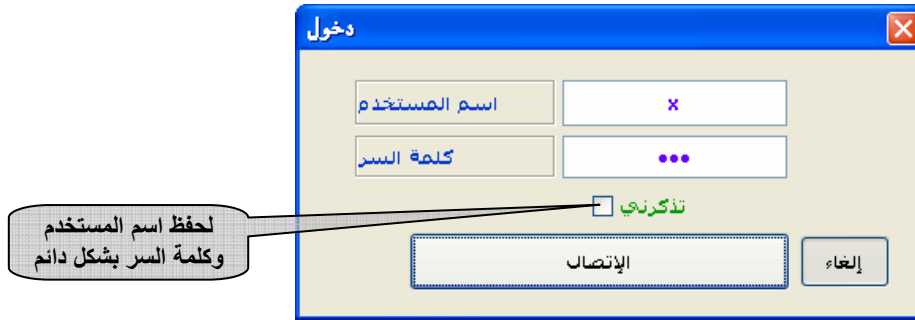 دخول
اسم المستخدم
x
كلمة السر
•••
تذكرني
لحفظ اسم المستخدم
وكلمة السر بشكل دائم
الإتصال
إلغاء